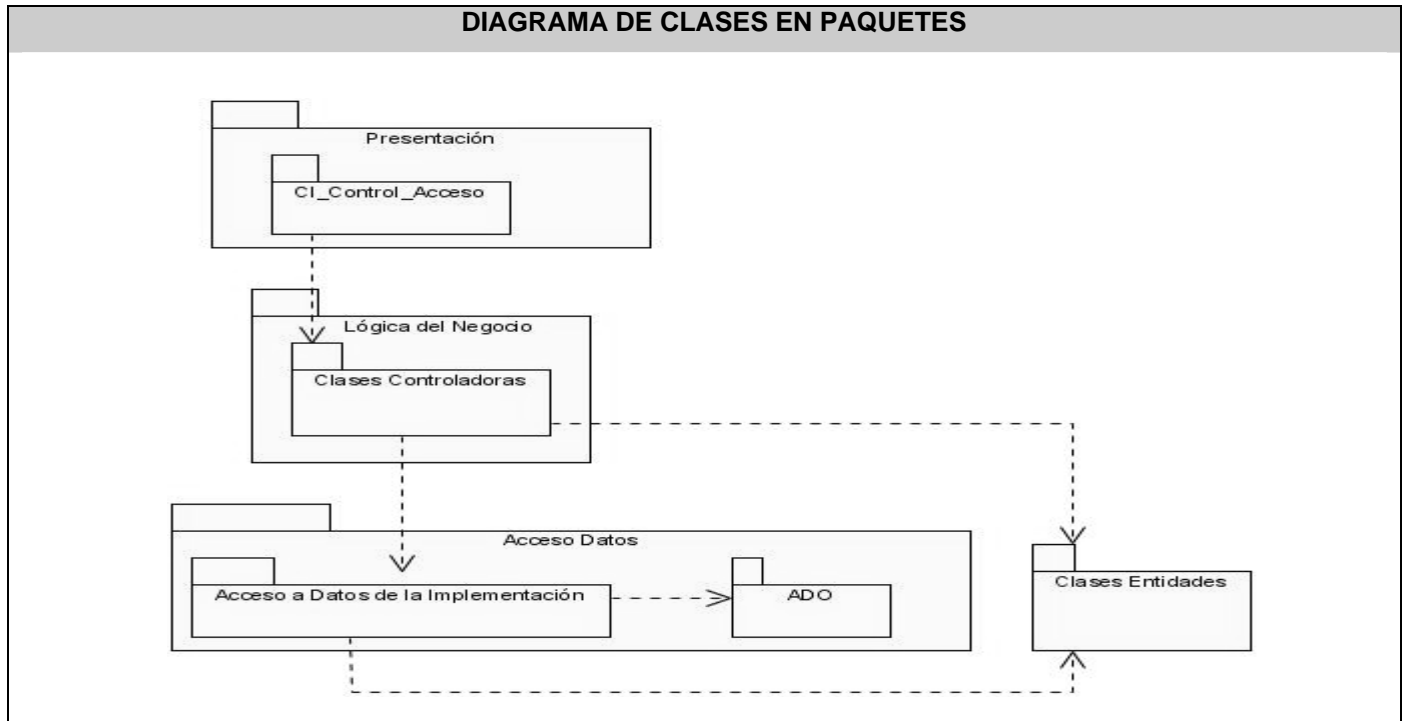 DIAGRAMA DE CLASES EN PAQUETES
Presentación
CI_Control_Acceso
Lógica del Negocio
Clases Controladoras
Acceso Datos
Acceso a Datos de la Implementación
ADO
Clases Entidades